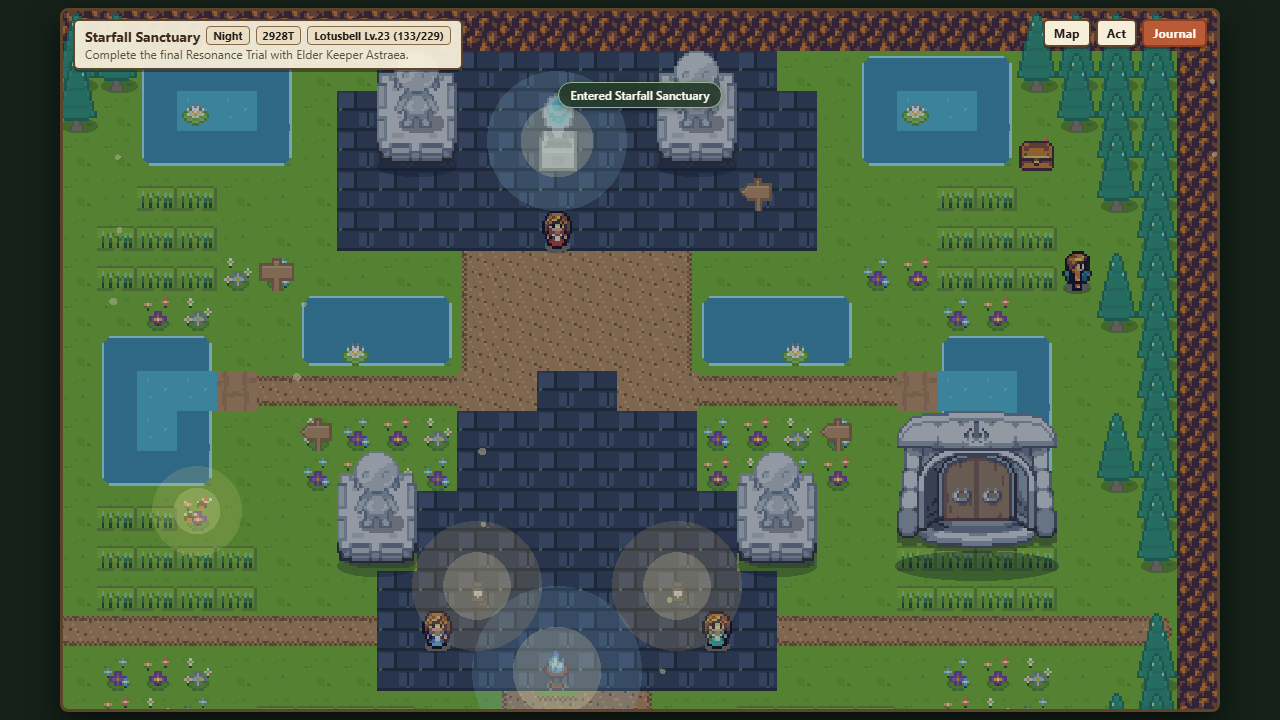 Starfall Sanctuary Night 2928T Lotusbell Lv.23 (133/229)
Complete the final Resonance Trial with Elder Keeper Astraea.
Map Act Journal
Entered Starfall Sanctuary